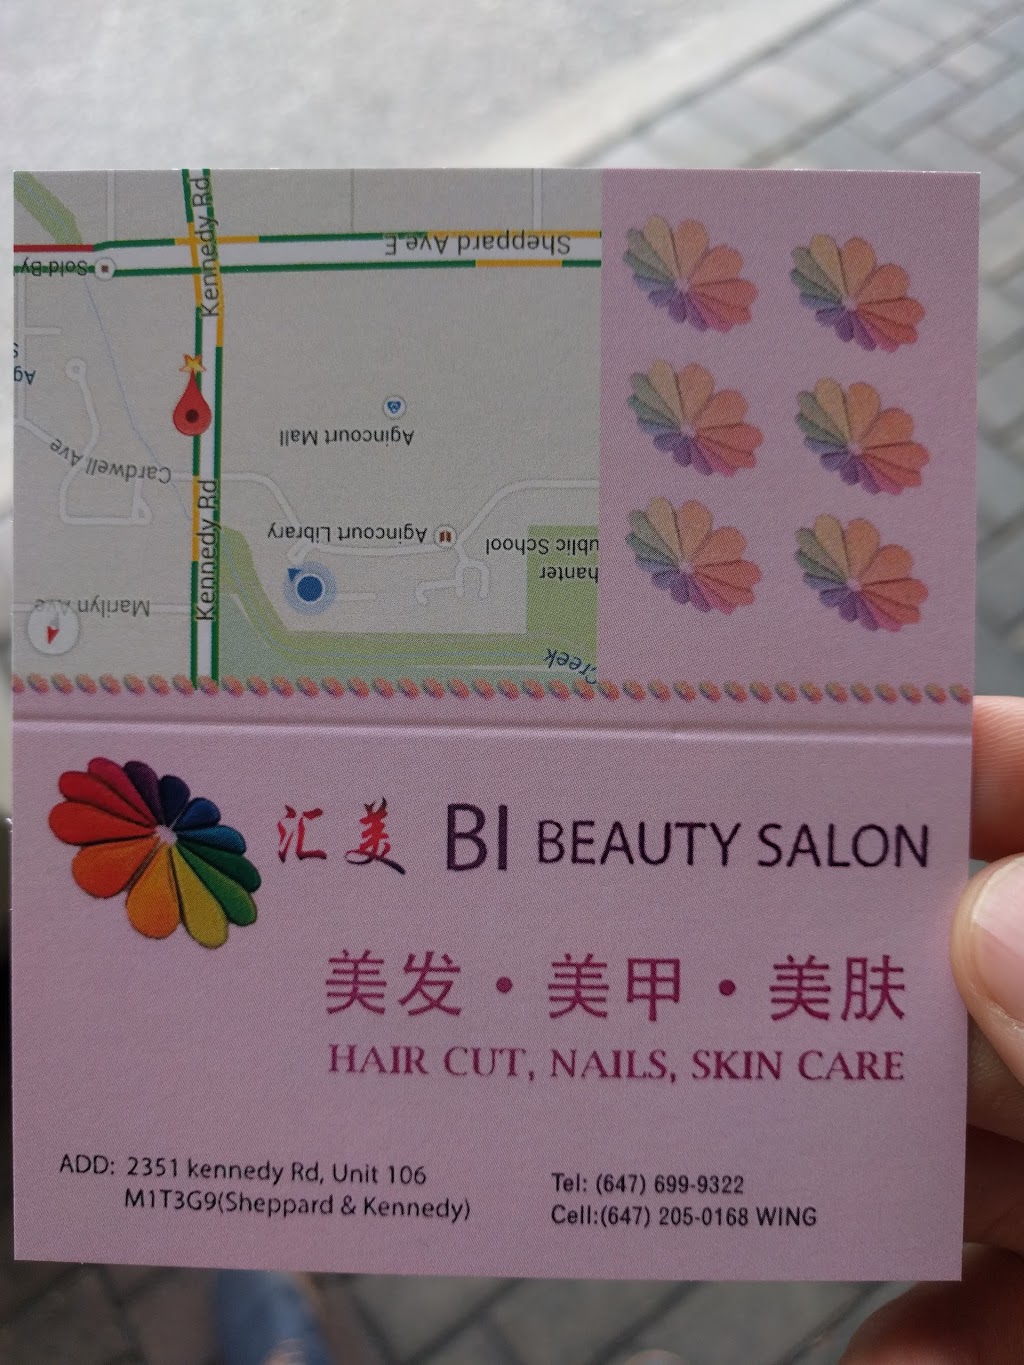 Kennedy Rd
Sheppard Ave E
Sold By
Agincourt Mall
Cardwell Ave
Kennedy Rd
Agincourt Library
ublic School
hanter
Marilyn Ave
Creek
汇美 BI BEAUTY SALON
美发·美甲·美肤
HAIR CUT, NAILS, SKIN CARE
ADD: 2351 kennedy Rd, Unit 106
M1T3G9(Sheppard & Kennedy)
Tel: (647) 699-9322
Cell:(647) 205-0168 WING